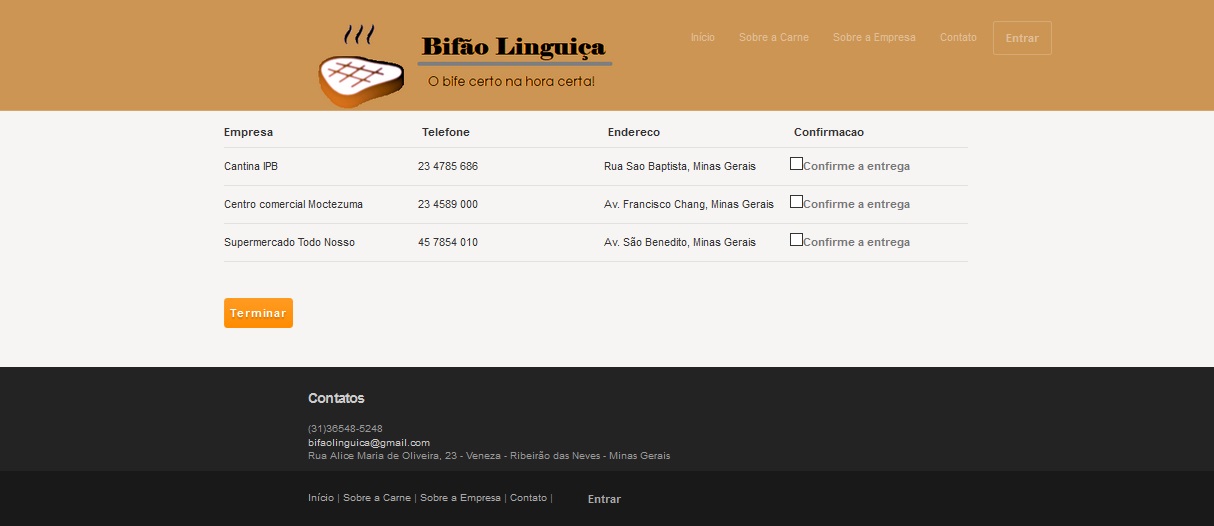 Bifão Linguiça
O bife certo na hora certa!
Início Sobre a Carne Sobre a Empresa Contato Entrar
Empresa Telefone Endereco Confirmacao
Cantina IPB 23 4785 686 Rua Sao Baptista, Minas Gerais Confirme a entrega
Centro comercial Moctezuma 23 4589 000 Av. Francisco Chang, Minas Gerais Confirme a entrega
Supermercado Todo Nosso 45 7854 010 Av. São Benedito, Minas Gerais Confirme a entrega
Terminar
Contatos
(31)36548-5248
bifaolinguica@gmail.com
Rua Alice Maria de Oliveira, 23 - Veneza - Ribeirão das Neves - Minas Gerais
Início | Sobre a Carne | Sobre a Empresa | Contato | Entrar